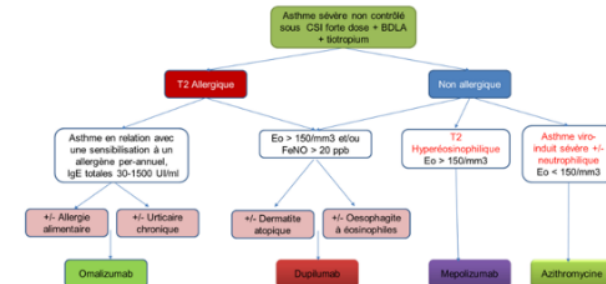 Asthme sévère non contrôlé
sous CSI forte dose + BDLA
+ tiotropium
T2 Allergique
Non allergique
Asthme en relation avec
une sensibilisation à un
allergène per-annuel,
IgE totales 30-1500 UI/ml
Eo > 150/mm3 et/ou
FeNO > 20 ppb
T2
Hyperéosinophilique
Eo > 150/mm3
Asthme viro-
induit sévère +/-
neutrophilique
Eo < 150/mm3
+/- Allergie
alimentaire
+/- Urticaire
chronique
+/- Dermatite
atopique
+/- Oesophagite
à éosinophiles
Omalizumab
Dupilumab
Mepolizumab
Azithromycine